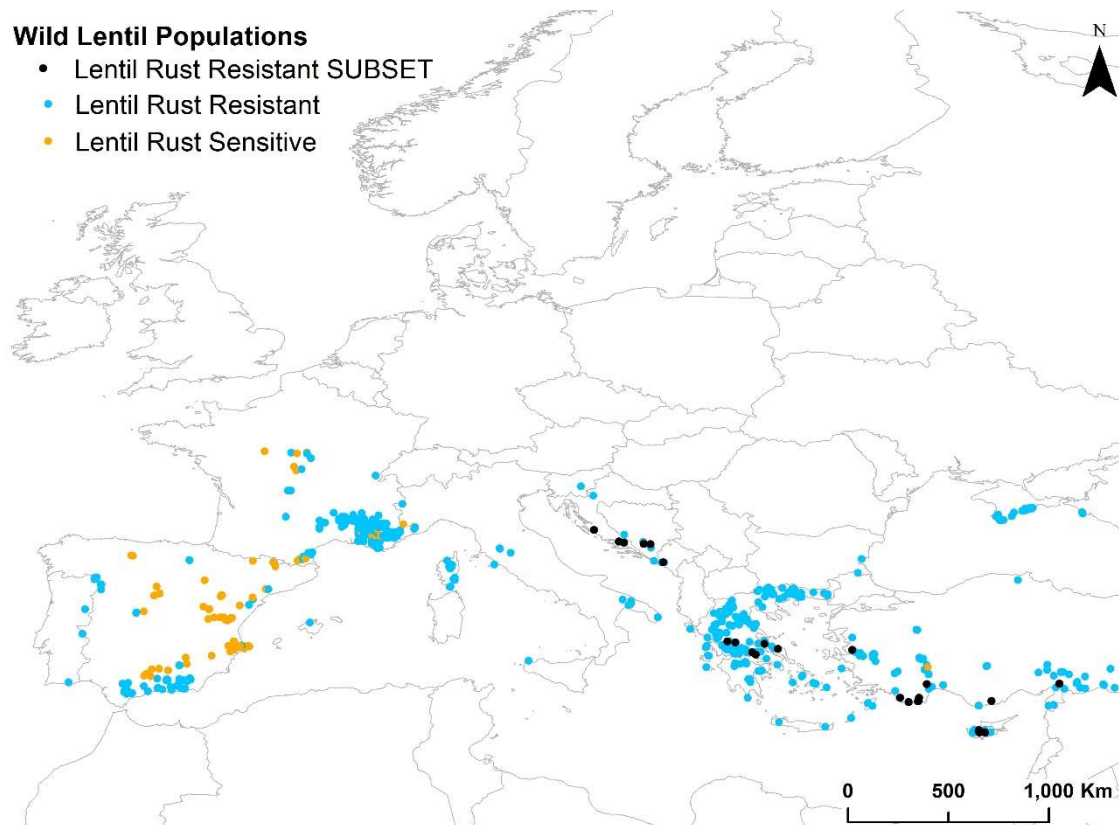 Wild Lentil Populations
Lentil Rust Resistant SUBSET
Lentil Rust Resistant
Lentil Rust Sensitive
N
0 500 1,000 Km